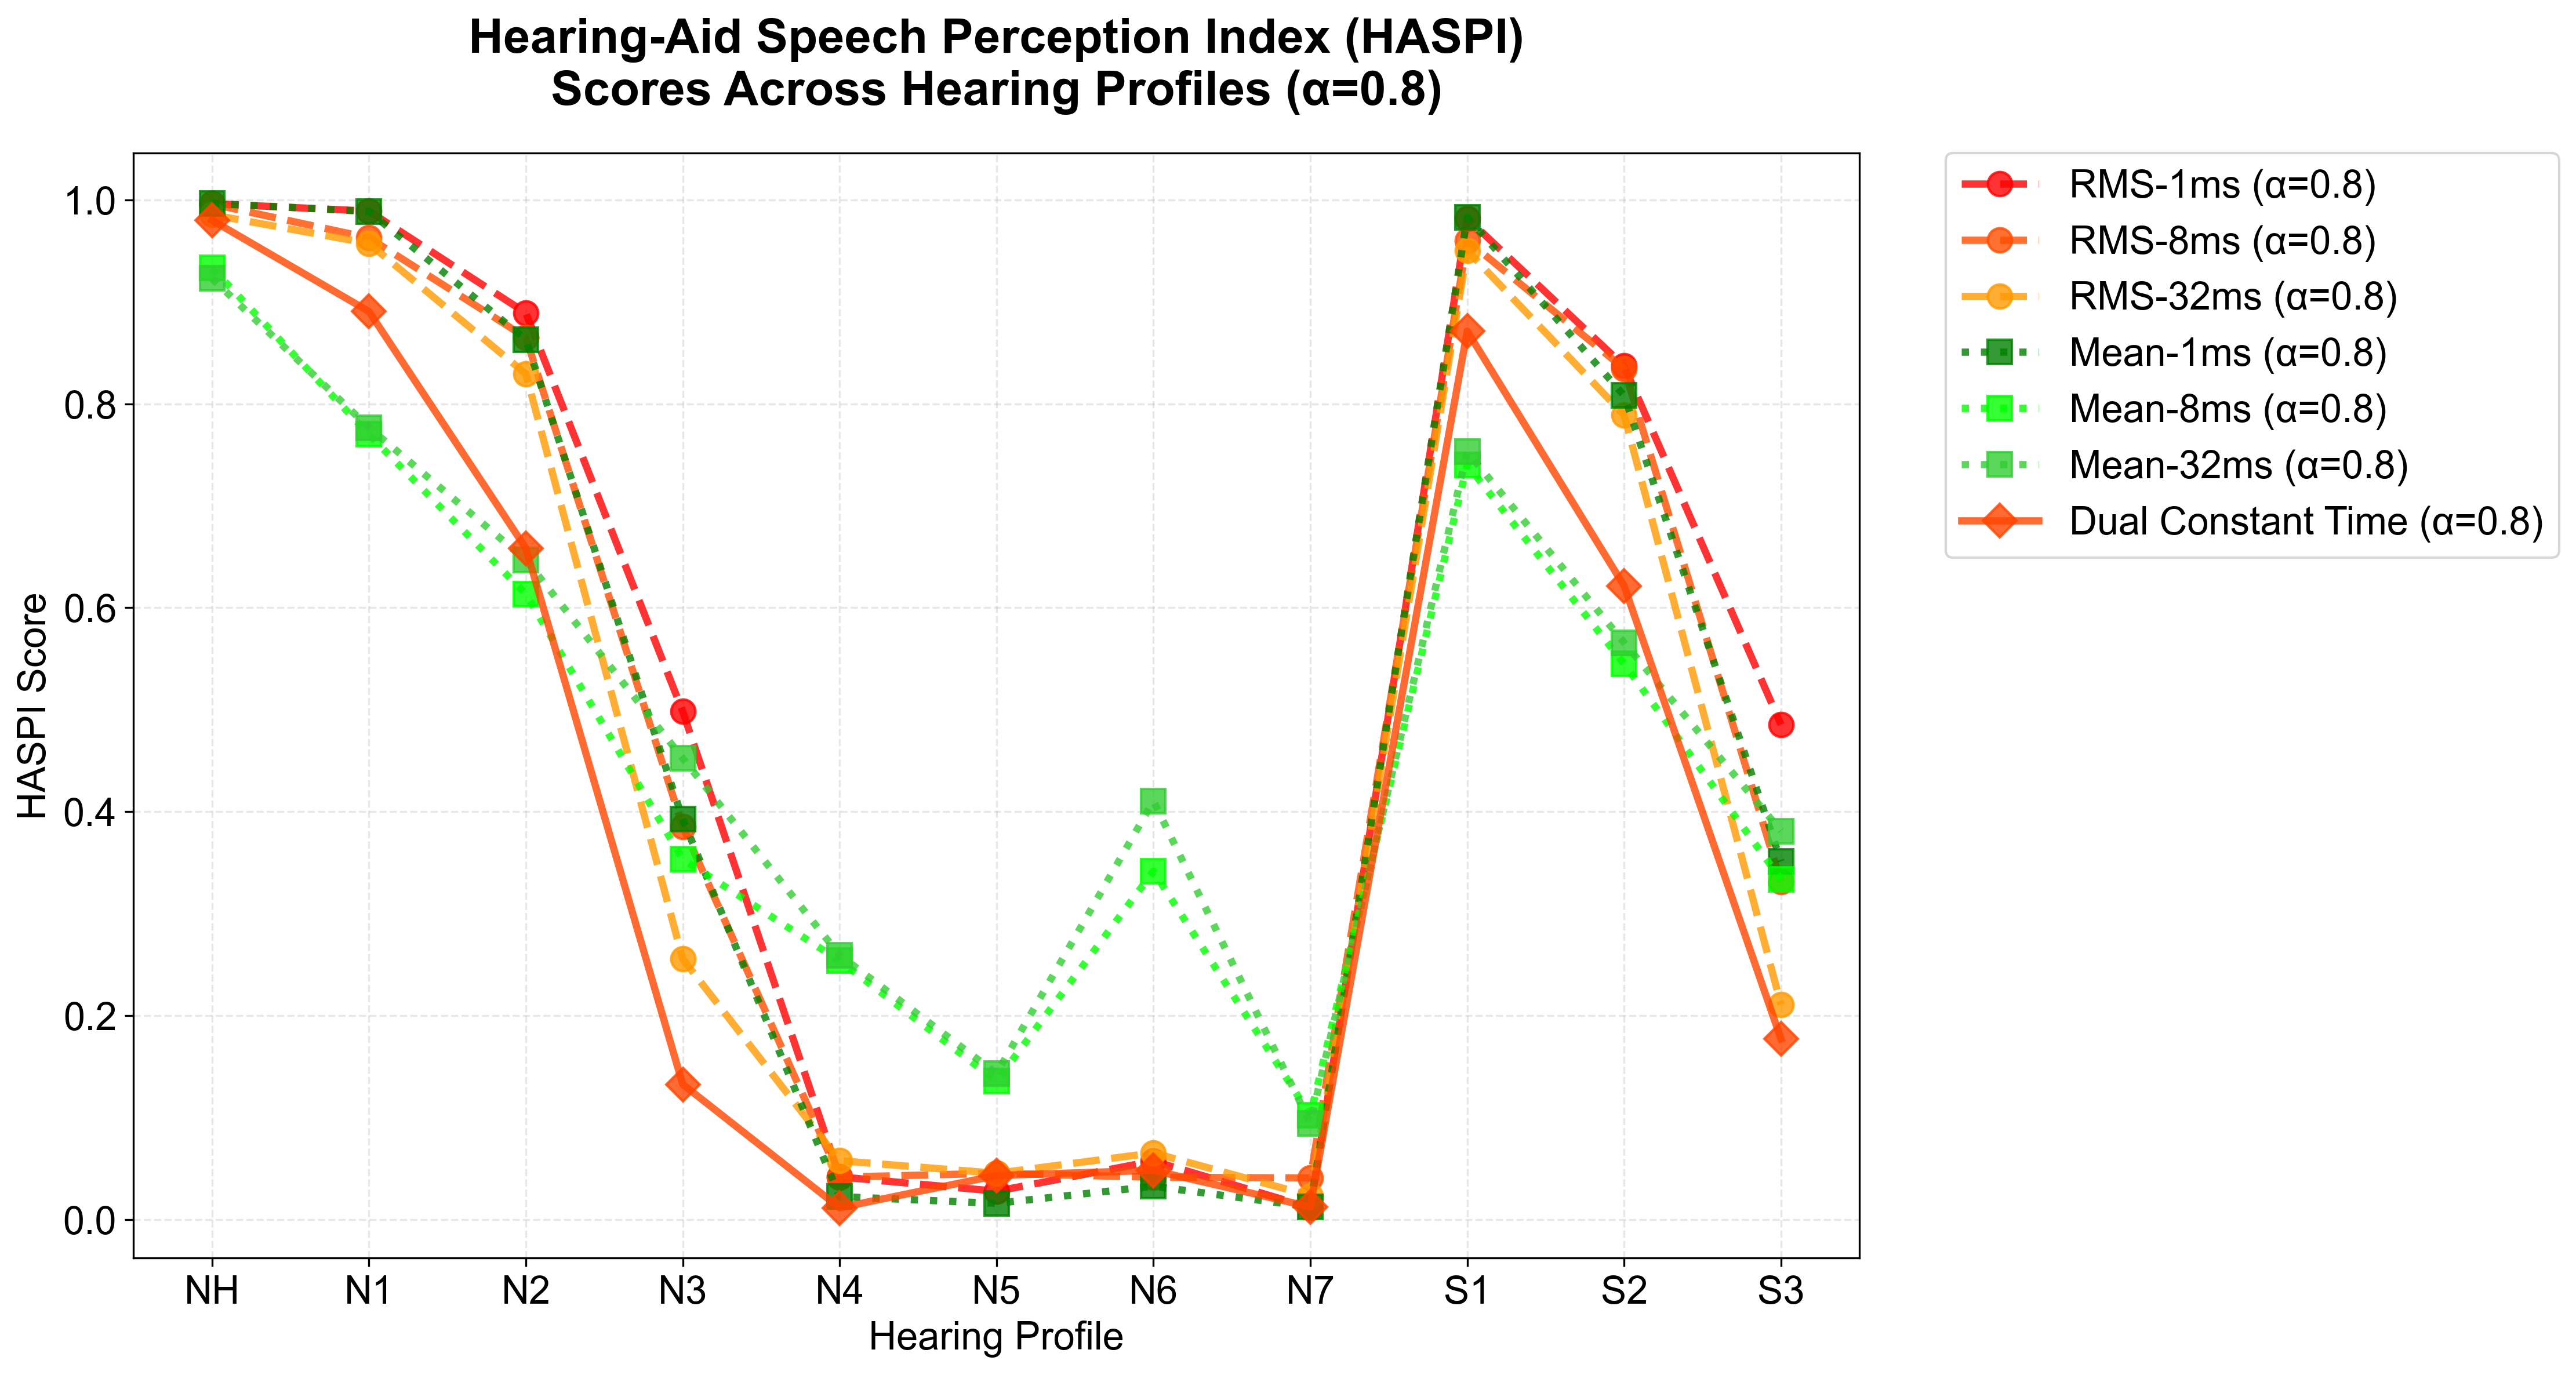 Hearing-Aid Speech Perception Index (HASPI)
Scores Across Hearing Profiles (α=0.8)
HASPI Score
1.0
0.8
0.6
0.4
0.2
0.0
NH N1 N2 N3 N4 N5 N6 N7 S1 S2 S3
Hearing Profile
RMS-1ms (α=0.8)
RMS-8ms (α=0.8)
RMS-32ms (α=0.8)
Mean-1ms (α=0.8)
Mean-8ms (α=0.8)
Mean-32ms (α=0.8)
Dual Constant Time (α=0.8)